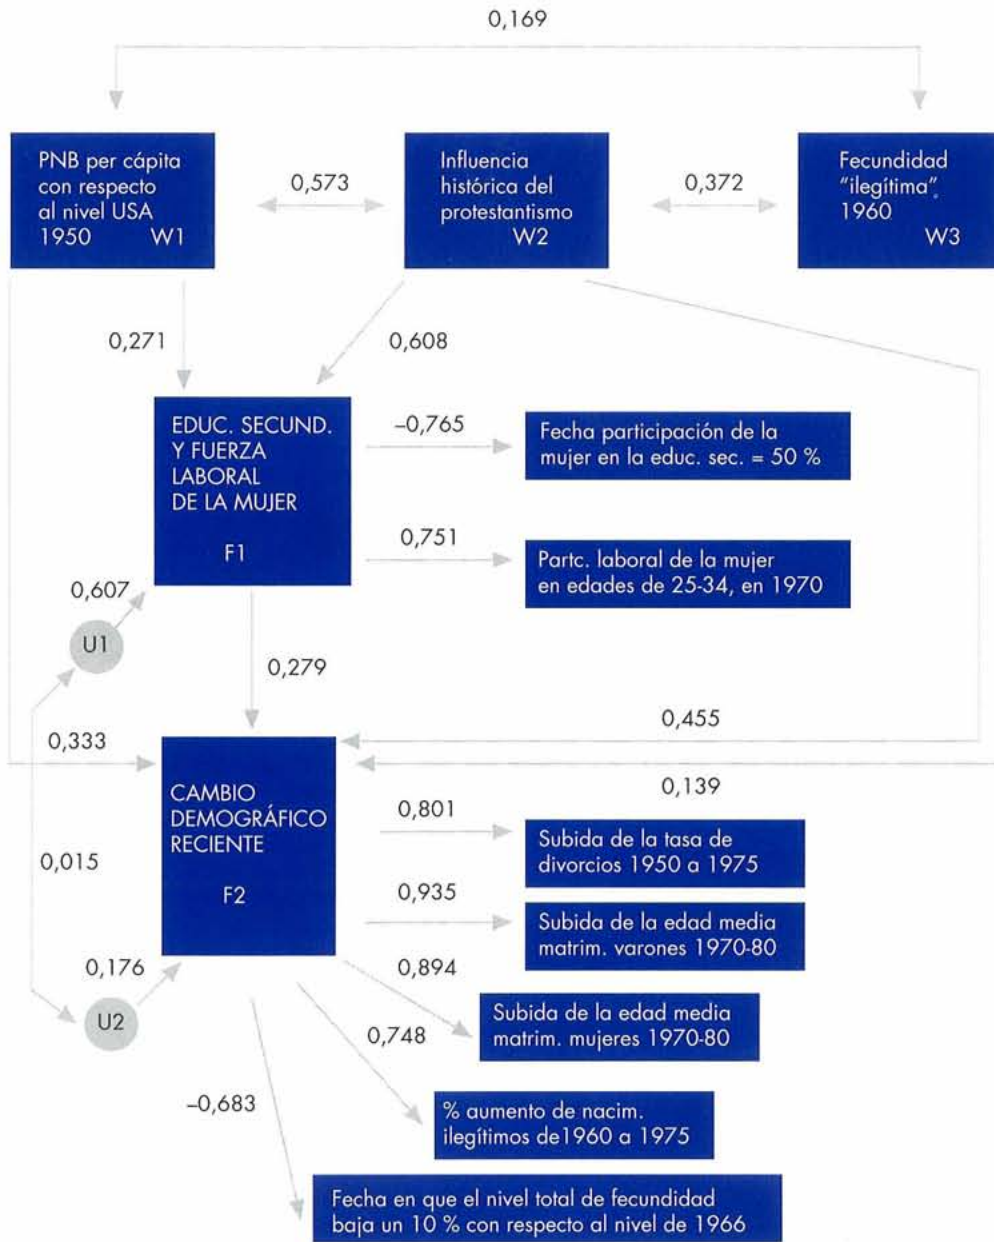 0,169
PNB per cápita
con respecto
al nivel USA
1950 W1
0,573
Influencia
histórica del
protestantismo
W2
0,372
Fecundidad
“ilegítima”,
1960
W3
0,271
0,608
EDUC. SECUND.
Y FUERZA
LABORAL
DE LA MUJER
F1
–0,765
Fecha participación de la
mujer en la educ. sec. = 50 %
0,751
Partc. laboral de la mujer
en edades de 25-34, en 1970
0,607
U1
0,279
0,455
0,333
0,139
CAMBIO
DEMOGRÁFICO
RECIENTE
F2
0,801
Subida de la tasa de
divorcios 1950 a 1975
0,015
0,935
Subida de la edad media
matrim. varones 1970-80
0,176
U2
0,894
Subida de la edad media
matrim. mujeres 1970-80
0,748
–0,683
% aumento de nacim.
ilegítimos de1960 a 1975
Fecha en que el nivel total de fecundidad
baja un 10 % con respecto al nivel de 1966